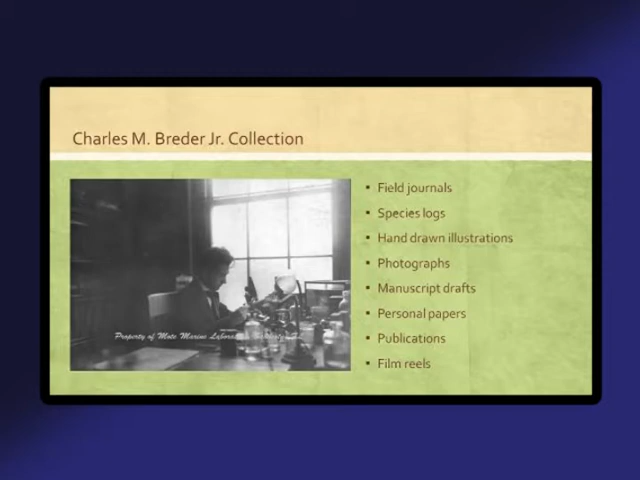 Charles M. Breder Jr. Collection
▪ Field journals
▪ Species logs
▪ Hand drawn illustrations
▪ Photographs
▪ Manuscript drafts
▪ Personal papers
▪ Publications
▪ Film reels
Property of Mote Marine